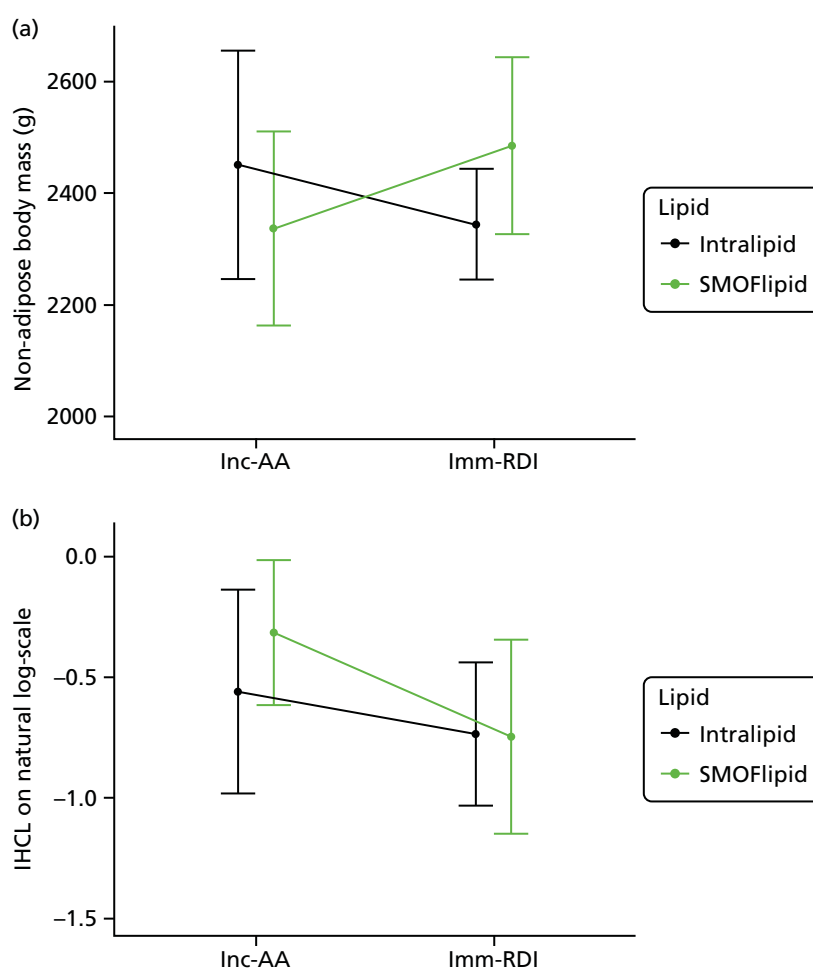 (a)
Non-adipose body mass (g)
2600
2400
2200
2000
Inc-AA
Imm-RDI
Lipid
Intralipid
SMOFlipid
(b)
IHCL on natural log-scale
0.0
–0.5
–1.0
–1.5
Inc-AA
Imm-RDI
Lipid
Intralipid
SMOFlipid